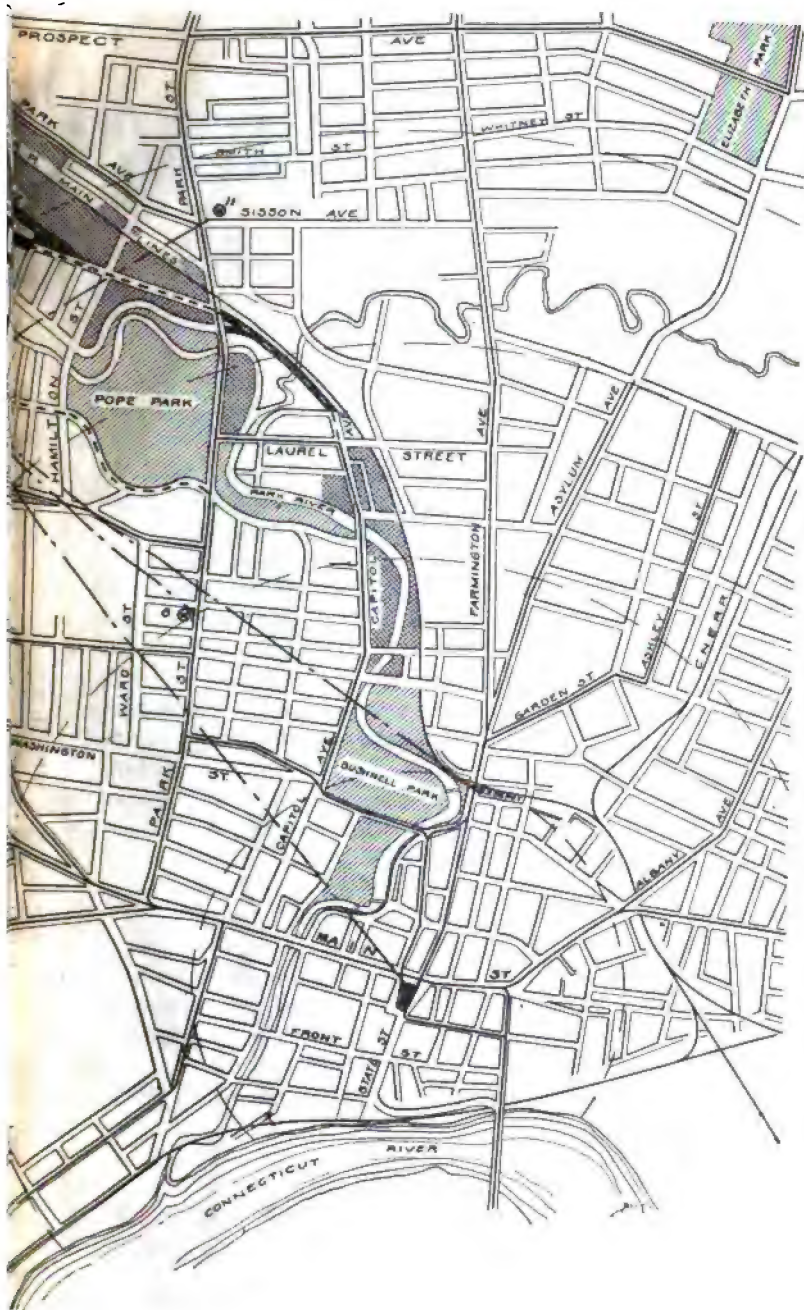 PROSPECT AVE
ELIZABETH PARK
PARK AVE
MAIN LINES
PARK ST
SMITH ST
WHITNEY ST
11
SISSON AVE
HAMILTON ST
POPE PARK
LAUREL STREET
AVE
PARK RIVER
CAPITOL
FARMINGTON AVE
ASYLUM AVE
ASHLEY ST
C N E R R
GARDEN ST
WARD ST
WASHINGTON ST
PARK ST
CAPITOL AVE
BUSHNELL PARK
ALBANY AVE
MAIN ST
FRONT ST
STATE ST
CONNECTICUT RIVER